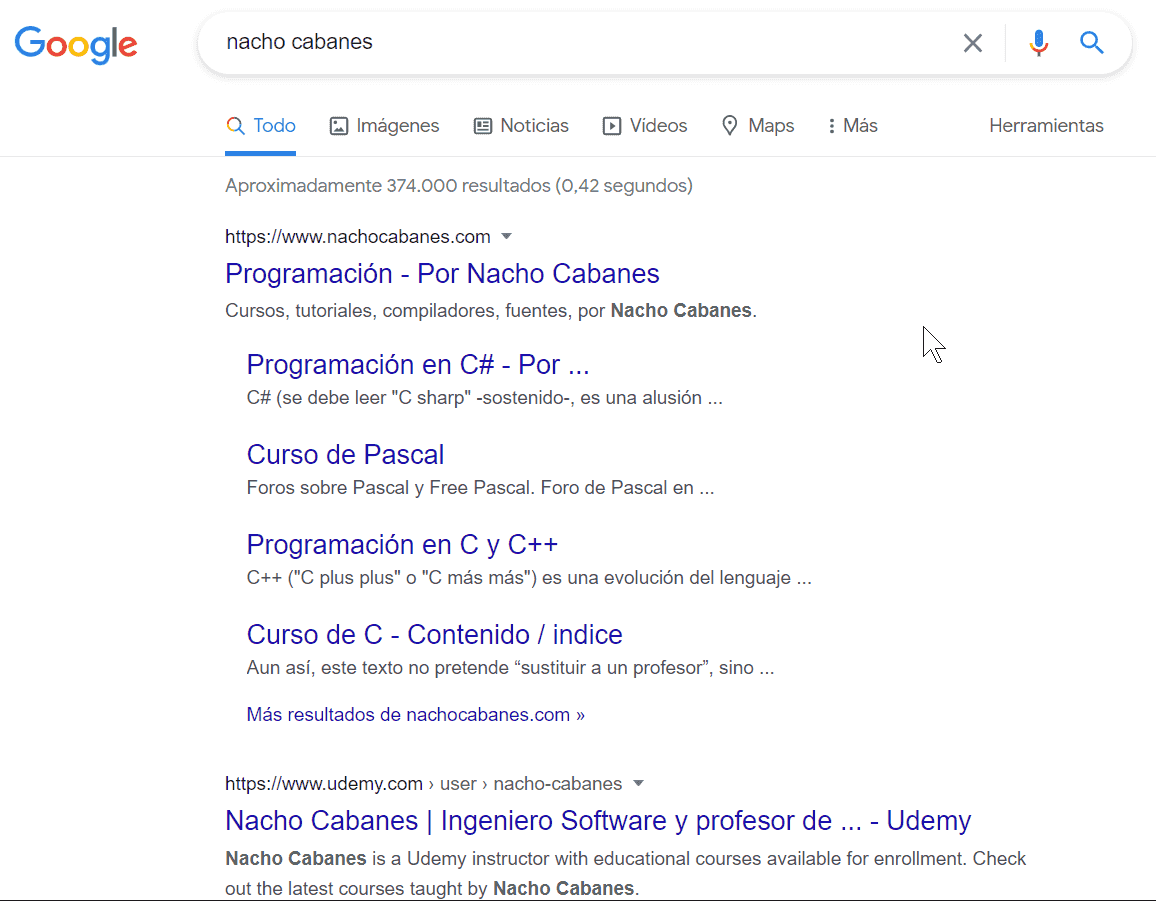 Google
nacho cabanes
Todo Imágenes Noticias Vídeos Maps Más Herramientas
Aproximadamente 374.000 resultados (0,42 segundos)
https://www.nachocabanes.com
Programación - Por Nacho Cabanes
Cursos, tutoriales, compiladores, fuentes, por Nacho Cabanes.
Programación en C# - Por ...
C# (se debe leer "C sharp" -sostenido-, es una alusión ...
Curso de Pascal
Foros sobre Pascal y Free Pascal. Foro de Pascal en ...
Programación en C y C++
C++ ("C plus plus" o "C más más") es una evolución del lenguaje ...
Curso de C - Contenido / indice
Aun así, este texto no pretende “sustituir a un profesor”, sino ...
Más resultados de nachocabanes.com »
https://www.udemy.com › user › nacho-cabanes
Nacho Cabanes | Ingeniero Software y profesor de ... - Udemy
Nacho Cabanes is a Udemy instructor with educational courses available for enrollment. Check
out the latest courses taught by Nacho Cabanes.